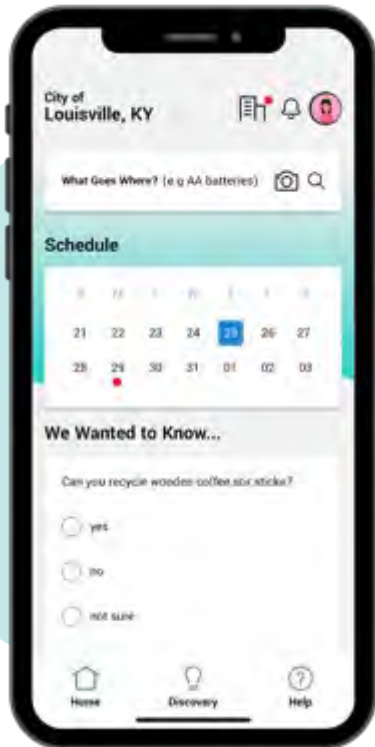 City of
Louisville, KY
What Goes Where? (e.g AA batteries)
Schedule
21 22 23 24 25 26 27
28 29 30 31 01 02 03
We Wanted to Know...
Can you recycle wooden coffee stir sticks?
yes
no
not sure
Home Discovery Help